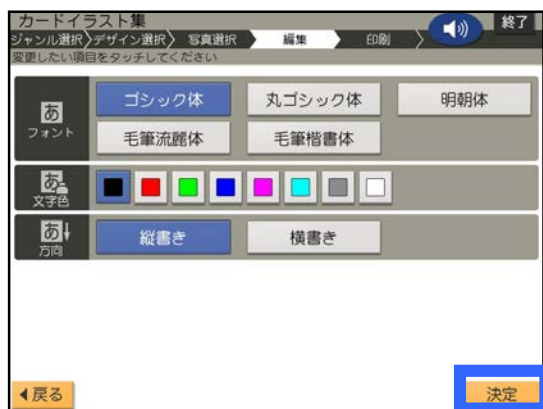 カードイラスト集
終了
ジャンル選択〉デザイン選択〉 写真選択 編集 印刷
変更したい項目をタッチしてください
あ
フォント
ゴシック体 丸ゴシック体 明朝体
毛筆流麗体 毛筆楷書体
あ
文字色
あ
方向
縦書き 横書き
戻る
決定